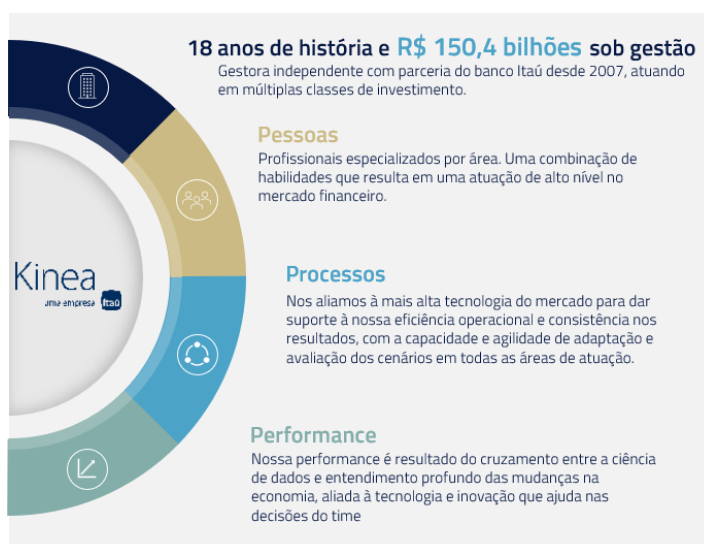 18 anos de história e R$ 150,4 bilhões sob gestão
Gestora independente com parceria do banco Itaú desde 2007, atuando
em múltiplas classes de investimento.
Pessoas
Profissionais especializados por área. Uma combinação de
habilidades que resulta em uma atuação de alto nível no
mercado financeiro.
Kinea
uma empresa Itaú
Processos
Nos aliamos à mais alta tecnologia do mercado para dar
suporte à nossa eficiência operacional e consistência nos
resultados, com a capacidade e agilidade de adaptação e
avaliação dos cenários em todas as áreas de atuação.
Performance
Nossa performance é resultado do cruzamento entre a ciência
de dados e entendimento profundo das mudanças na
economia, aliada à tecnologia e inovação que ajuda nas
decisões do time